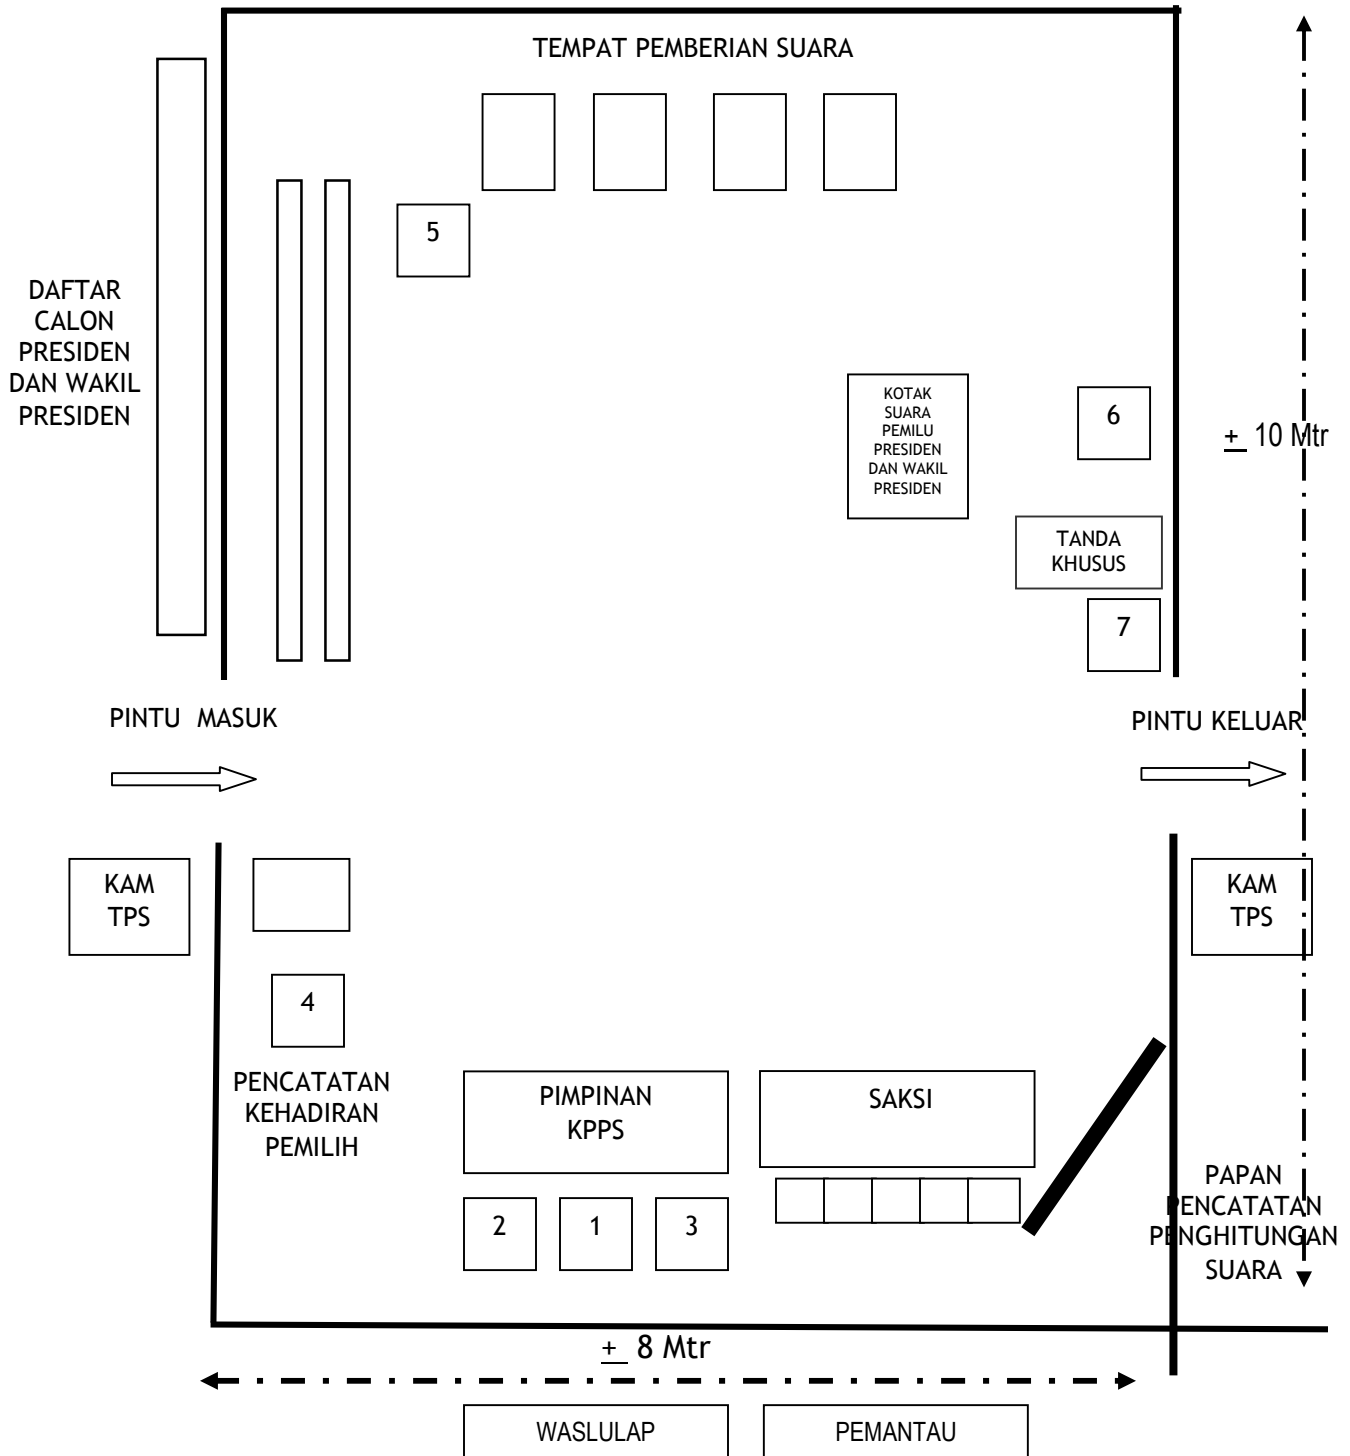 TEMPAT PEMBERIAN SUARA
5
DAFTAR
CALON
PRESIDEN
DAN WAKIL
PRESIDEN
KOTAK
SUARA
PEMILU
PRESIDEN
DAN WAKIL
PRESIDEN
6
± 10 Mtr
TANDA
KHUSUS
7
PINTU MASUK
PINTU KELUAR
KAM
TPS
KAM
TPS
4
PENCATATAN
KEHADIRAN
PEMILIH
PIMPINAN
KPPS
SAKSI
2
1
3
PAPAN
PENCATATAN
PENGHITUNGAN
SUARA
± 8 Mtr
WASLULAP
PEMANTAU